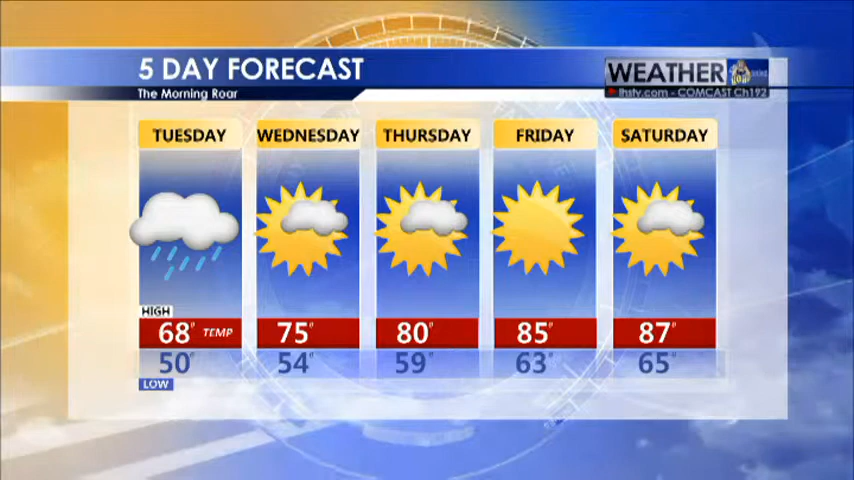 5 DAY FORECAST
The Morning Roar
WEATHER
lhstv.com - COMCAST Ch192
TUESDAY WEDNESDAY THURSDAY FRIDAY SATURDAY
HIGH
68° TEMP 75° 80° 85° 87°
50° 54° 59° 63° 65°
LOW